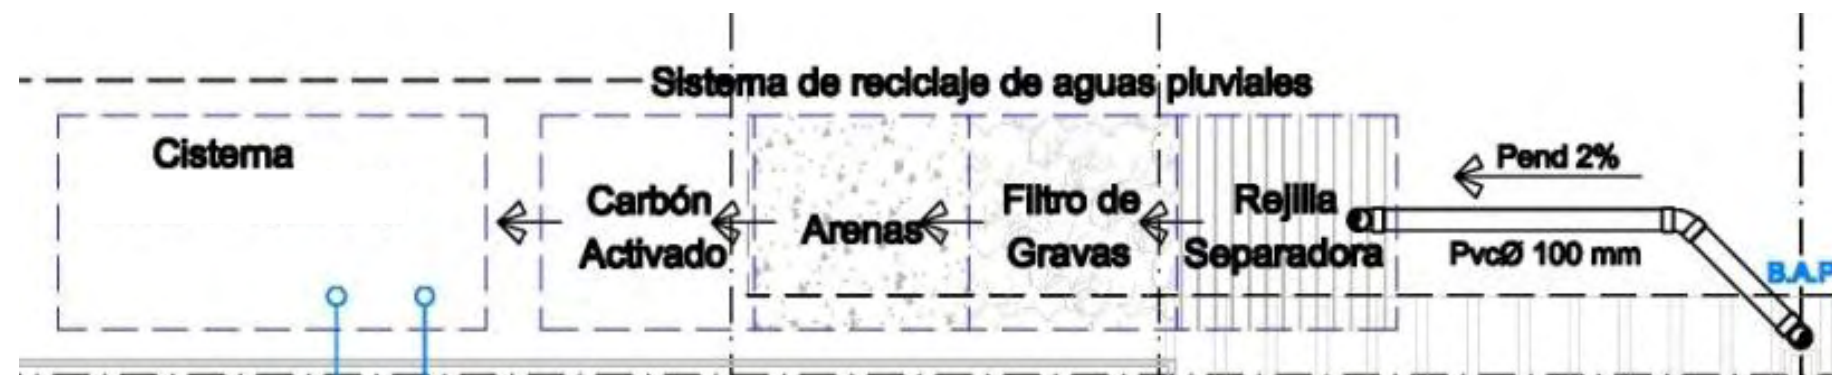 Sistema de reciclaje de aguas pluviales
Cisterna
Carbón
Activado
Arenas
Filtro de
Gravas
Rejilla
Separadora
Pend 2%
PvcØ 100 mm
B.A.P